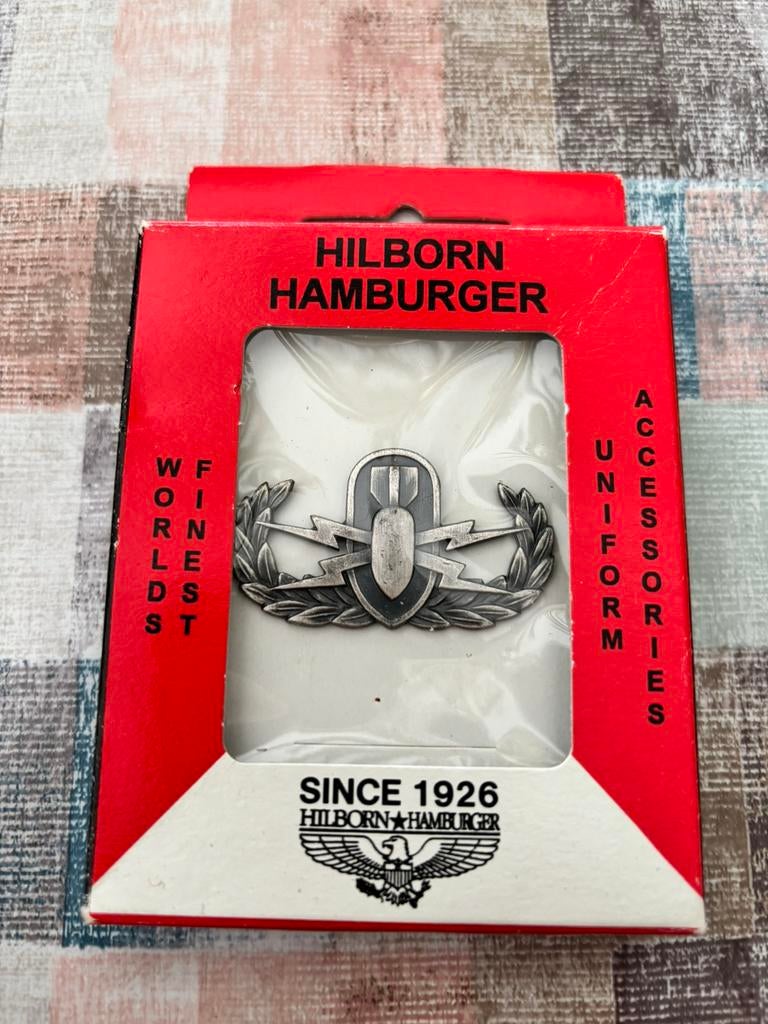 HILBORN
HAMBURGER
WORLDS
FINEST
UNIFORM
ACCESSORIES
SINCE 1926
HILBORN★HAMBURGER